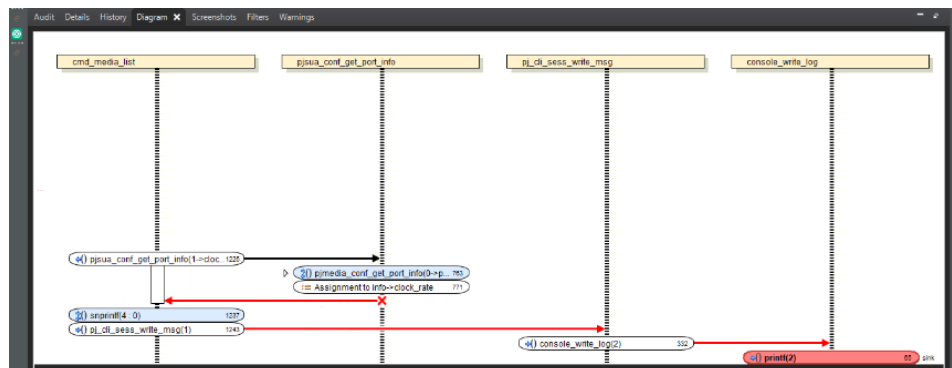 Audit Details History Diagram ✖ Screenshots Filters Warnings
cmd_media_list pjsua_conf_get_port_info pj_cli_sess_write_msg console_write_log
() pjsua_conf_get_port_info(1->cloc... 1225
() pjmedia_conf_get_port_info(0->p... 763
Assignment to info->clock_rate 771
() snprintf(4 : 0) 1237
() pj_cli_sess_write_msg(1) 1243
() console_write_log(2) 332
() printf(2) 65 sink